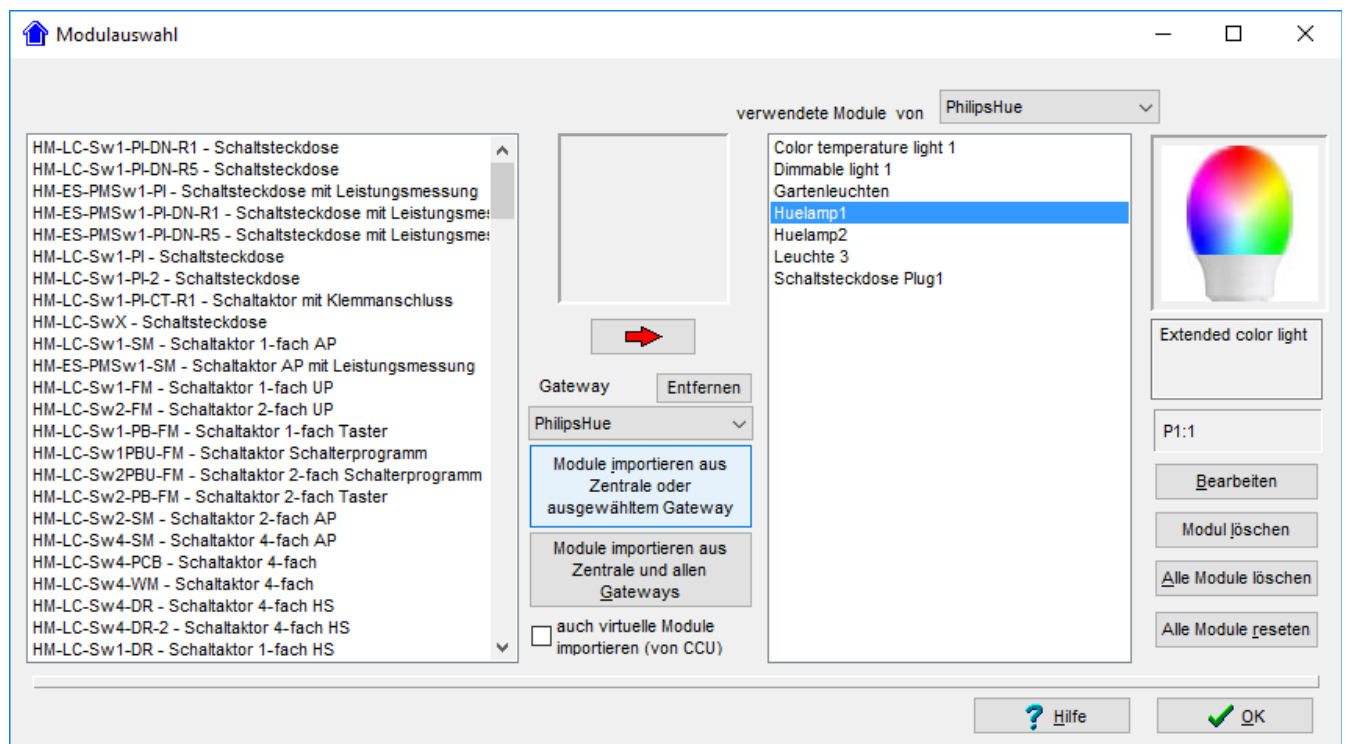 Modulauswahl
verwendete Module von PhilipsHue
HM-LC-Sw1-Pl-DN-R1 - Schaltsteckdose
HM-LC-Sw1-Pl-DN-R5 - Schaltsteckdose
HM-ES-PMSw1-Pl - Schaltsteckdose mit Leistungsmessung
HM-ES-PMSw1-Pl-DN-R1 - Schaltsteckdose mit Leistungsmes
HM-ES-PMSw1-Pl-DN-R5 - Schaltsteckdose mit Leistungsmes
HM-LC-Sw1-Pl - Schaltsteckdose
HM-LC-Sw1-Pl-2 - Schaltsteckdose
HM-LC-Sw1-Pl-CT-R1 - Schaltaktor mit Klemmanschluss
HM-LC-SwX - Schaltsteckdose
HM-LC-Sw1-SM - Schaltaktor 1-fach AP
HM-ES-PMSw1-SM - Schaltaktor AP mit Leistungsmessung
HM-LC-Sw1-FM - Schaltaktor 1-fach UP
HM-LC-Sw2-FM - Schaltaktor 2-fach UP
HM-LC-Sw1-PB-FM - Schaltaktor 1-fach Taster
HM-LC-Sw1PBU-FM - Schaltaktor Schalterprogramm
HM-LC-Sw2PBU-FM - Schaltaktor 2-fach Schalterprogramm
HM-LC-Sw2-PB-FM - Schaltaktor 2-fach Taster
HM-LC-Sw2-SM - Schaltaktor 2-fach AP
HM-LC-Sw4-SM - Schaltaktor 4-fach AP
HM-LC-Sw4-PCB - Schaltaktor 4-fach
HM-LC-Sw4-WM - Schaltaktor 4-fach
HM-LC-Sw4-DR - Schaltaktor 4-fach HS
HM-LC-Sw4-DR-2 - Schaltaktor 4-fach HS
HM-LC-Sw1-DR - Schaltaktor 1-fach HS
Gateway
Entfernen
PhilipsHue
Module importieren aus
Zentrale oder
ausgewähltem Gateway
Module importieren aus
Zentrale und allen
Gateways
auch virtuelle Module
importieren (von CCU)
Color temperature light 1
Dimmable light 1
Gartenleuchten
Huelamp1
Huelamp2
Leuchte 3
Schaltsteckdose Plug1
Extended color light
P1:1
Bearbeiten
Modul löschen
Alle Module löschen
Alle Module reseten
? Hilfe
OK